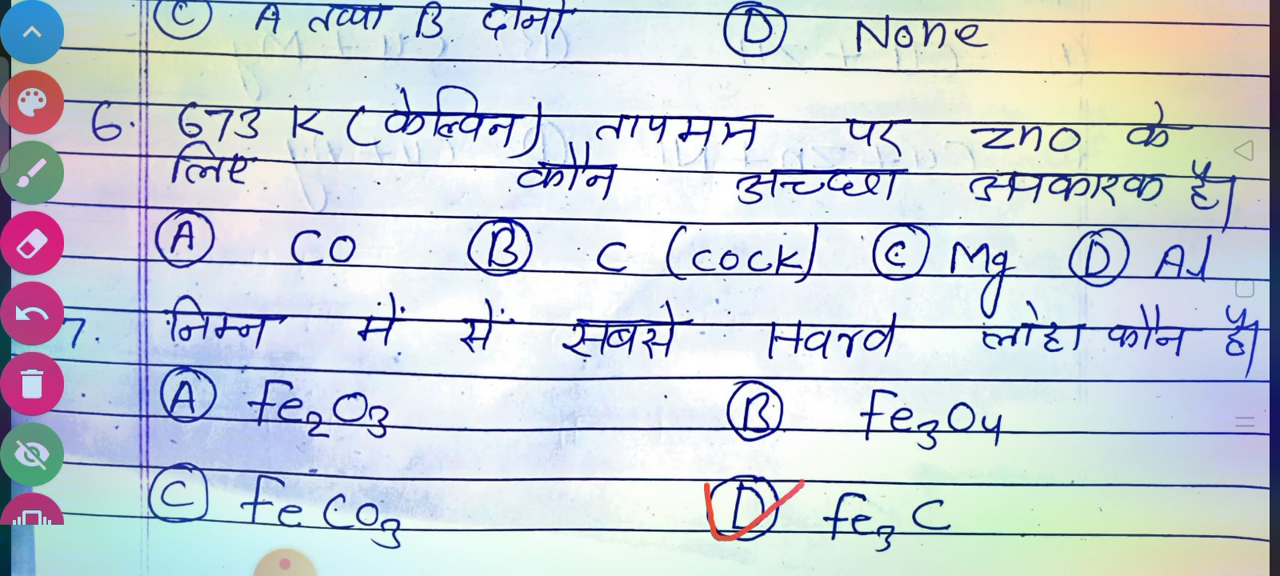 (C) A तथा B दोनों (D) None
6. 673 K (केल्विन) तापमान पर ZnO के
लिए कौन अच्छा अपकारक है।
(A) CO (B) C (cock) (C) Mg (D) Al
7. निम्न में से सबसे Hard लोहा कौन है।
(A) Fe2O3 (B) Fe3O4
(C) FeCO3 (D) Fe3C